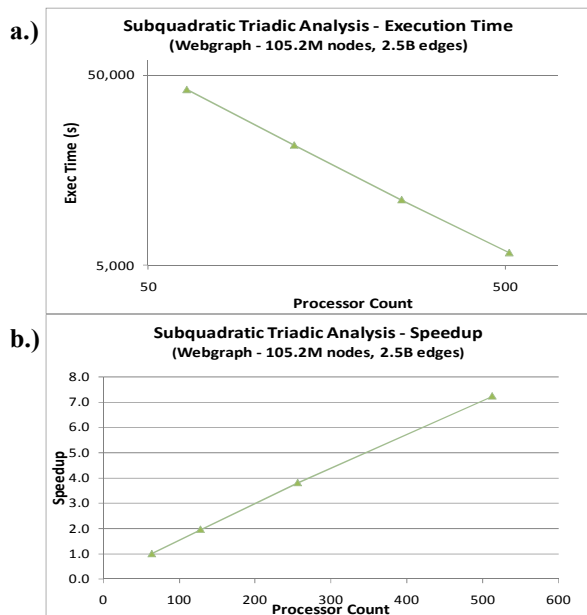 a.)
Subquadratic Triadic Analysis - Execution Time
(Webgraph - 105.2M nodes, 2.5B edges)
50,000
Exec Time (s)
5,000
50
500
Processor Count
b.)
Subquadratic Triadic Analysis - Speedup
(Webgraph - 105.2M nodes, 2.5B edges)
8.0
7.0
6.0
5.0
4.0
3.0
2.0
1.0
0.0
Speedup
0 100 200 300 400 500 600
Processor Count